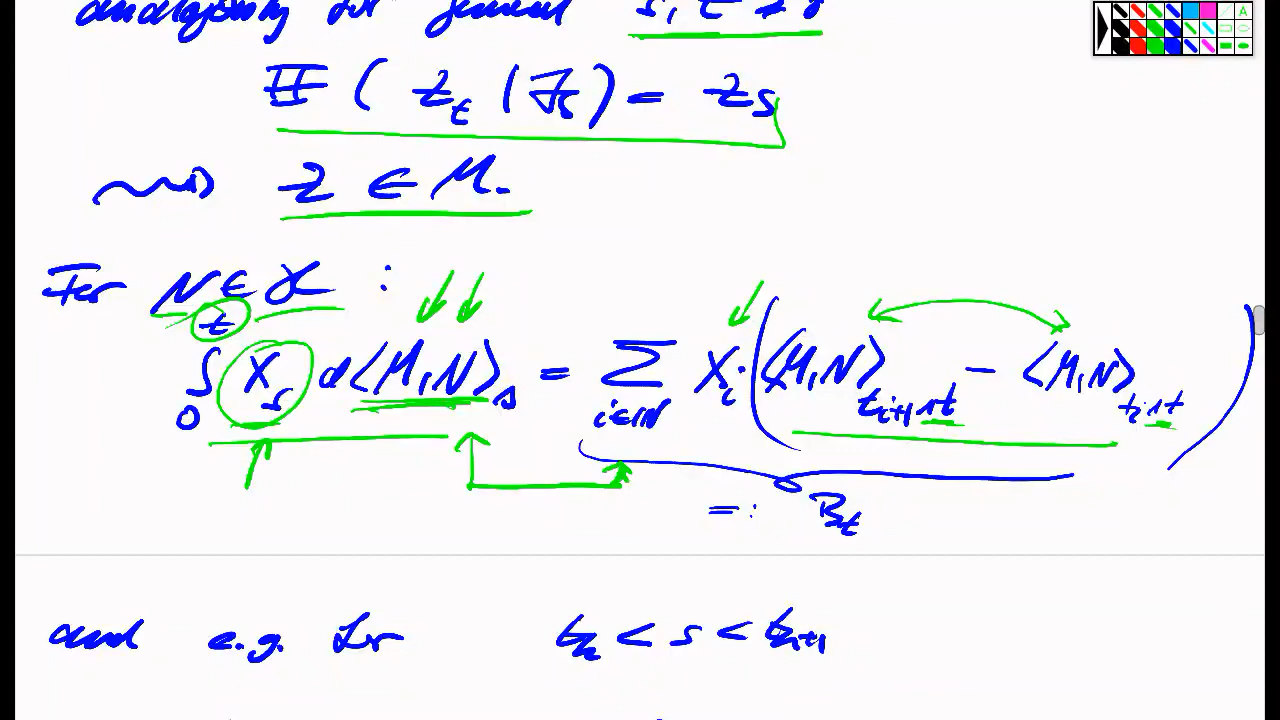 analogously for general s, t ≠ 0
𝔼 ( Z_t | F_s ) = Z_s
⇝ Z ∈ M.
For N ∈ H :
∫_0^t X_s d⟨M,N⟩_s = ∑_{i∈ℕ} X_i · ( ⟨M,N⟩_{t_{i+1}∧t} − ⟨M,N⟩_{t_i∧t} )
=: B_t
and e.g. for t_k < s < t_{k+1}
A